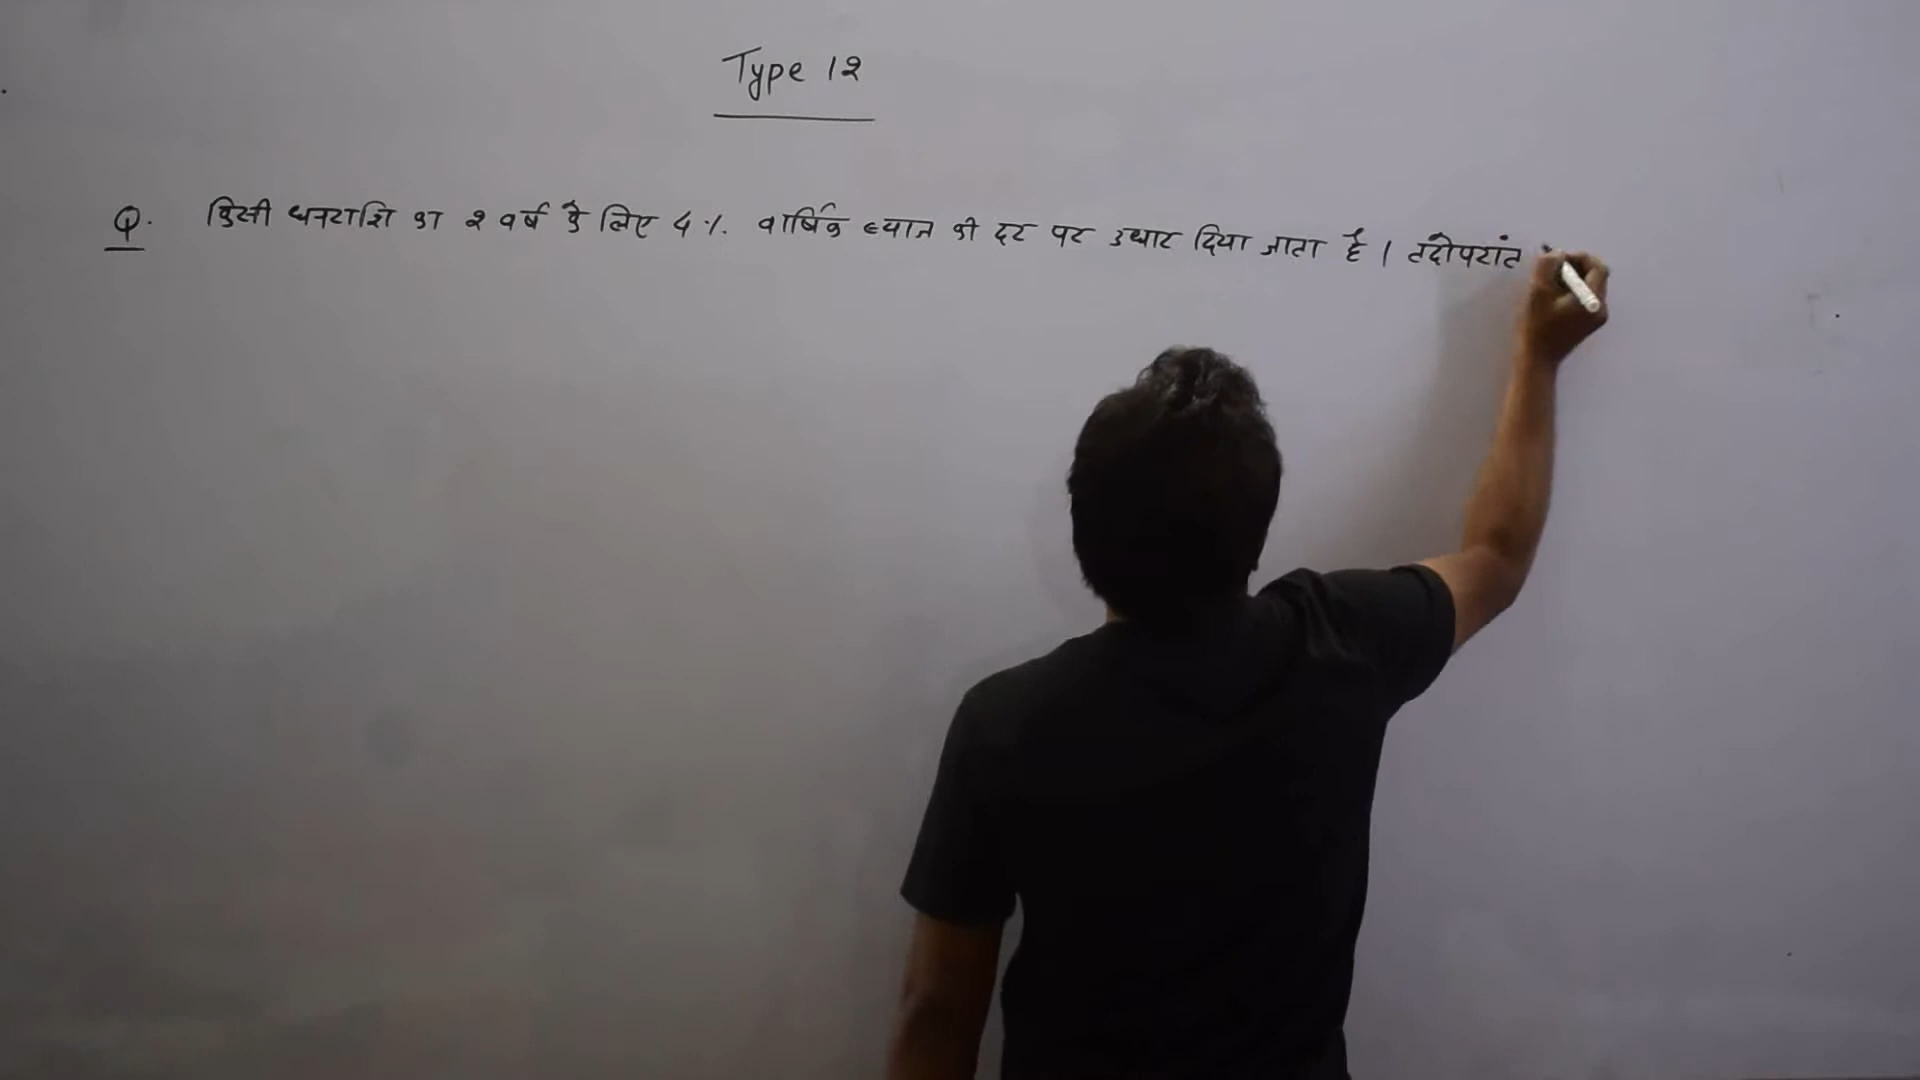 Type 12
Q. किसी धनराशि का 2 वर्ष के लिए 4% वार्षिक ब्याज की दर पर उधार दिया जाता है । तदोपरांत